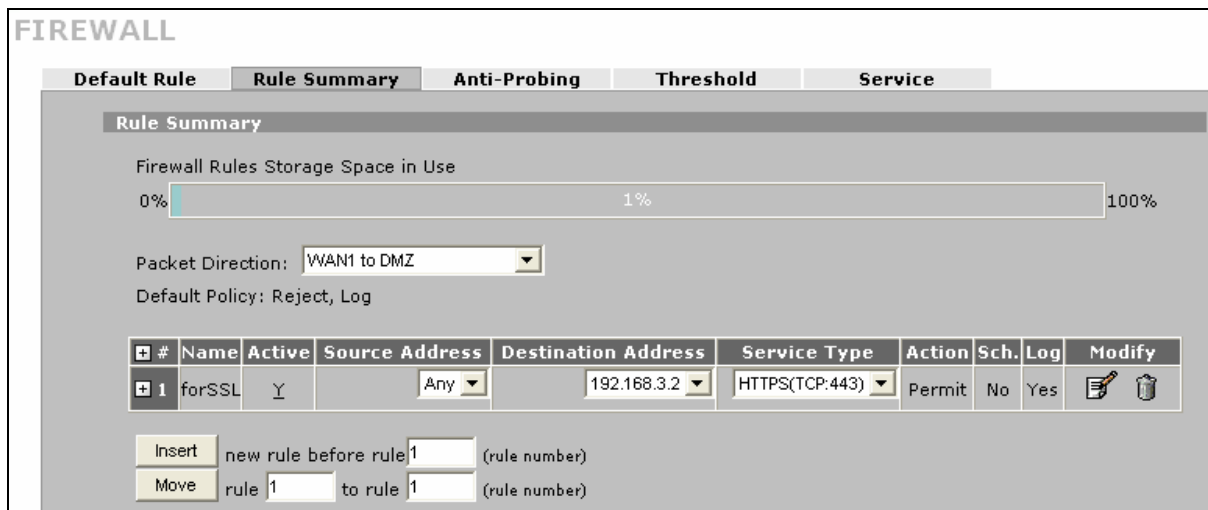 FIREWALL
Default Rule Rule Summary Anti-Probing Threshold Service
Rule Summary
Firewall Rules Storage Space in Use
0% 1% 100%
Packet Direction: WAN1 to DMZ
Default Policy: Reject, Log
# Name Active Source Address Destination Address Service Type Action Sch. Log Modify
1 forSSL Y Any 192.168.3.2 HTTPS(TCP:443) Permit No Yes
Insert new rule before rule 1 (rule number)
Move rule 1 to rule 1 (rule number)